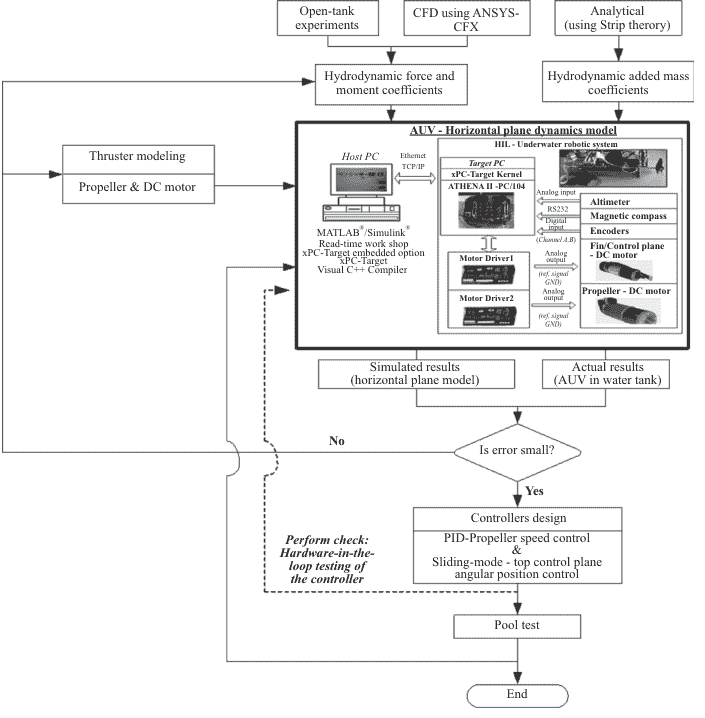 Open-tank
experiments
CFD using ANSYS-
CFX
Analytical
(using Strip therory)
Hydrodynamic force and
moment coefficients
Hydrodynamic added mass
coefficients
AUV - Horizontal plane dynamics model
Thruster modeling
Propeller & DC motor
Host PC
Ethernet
TCP/IP
MATLAB®/Simulink®
Read-time work shop
xPC-Target embedded option
xPC-Target
Visual C++ Compiler
HIL - Underwater robotic system
Target PC
xPC-Target Kernel
ATHENA II -PC/104
Analog input
RS232
Digital
input
(Channel A,B)
Altimeter
Magnetic compass
Encoders
Fin/Control plane
- DC motor
Motor Driver1
Analog
output
(ref. signal
GND)
Propeller - DC motor
Motor Driver2
Analog
output
(ref. signal
GND)
Simulated results
(horizontal plane model)
Actual results
(AUV in water tank)
Is error small?
No
Yes
Controllers design
PID-Propeller speed control
&
Sliding-mode - top control plane
angular position control
Perform check:
Hardware-in-the-
loop testing of
the controller
Pool test
End